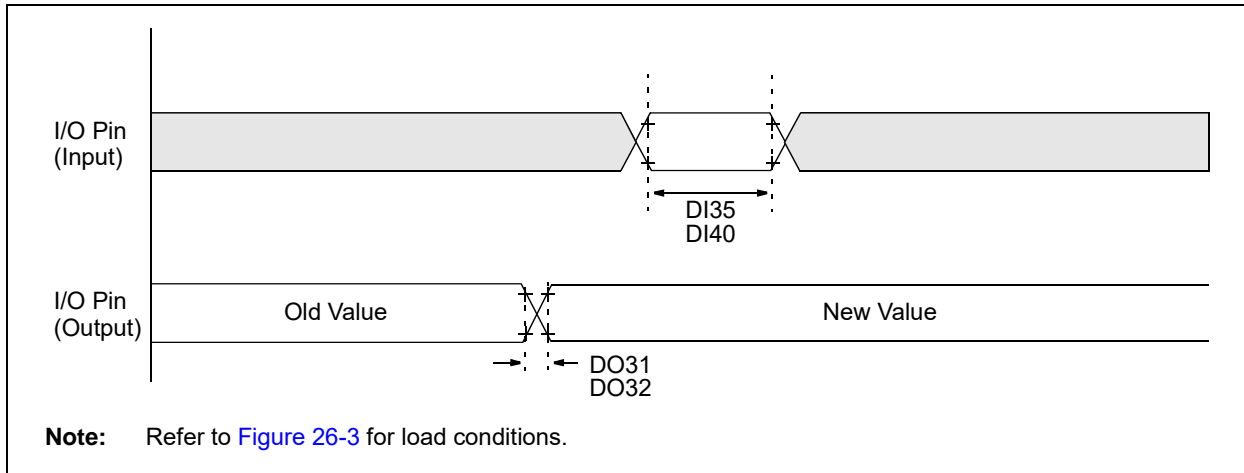 I/O Pin
(Input)
DI35
DI40
I/O Pin
(Output)
Old Value
New Value
DO31
DO32
Note: Refer to Figure 26-3 for load conditions.